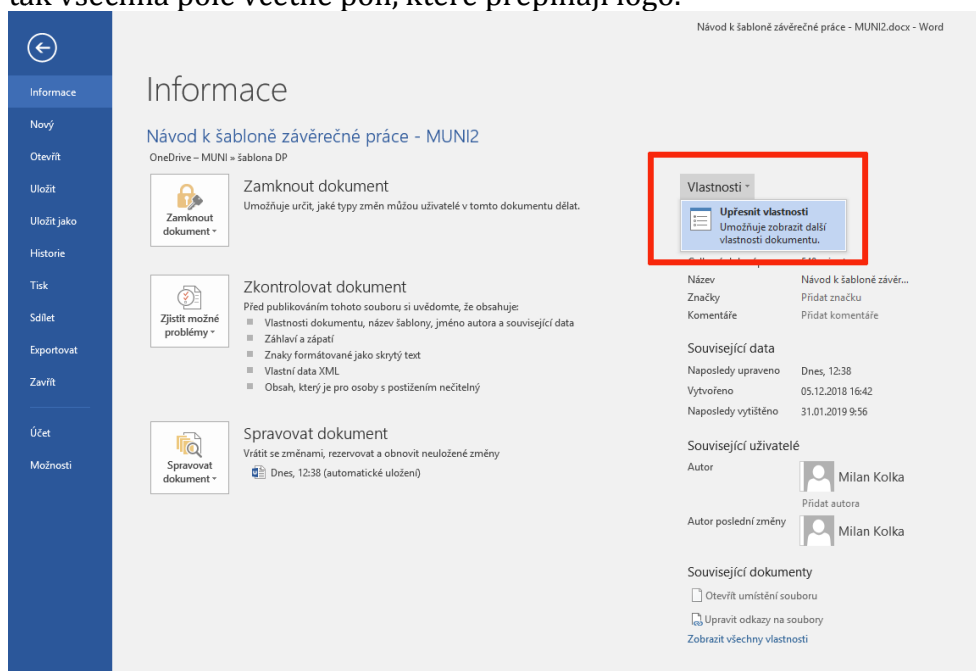 tak všechna pole včetně polí, které přepínají logo.
Návod k šabloně závěrečné práce - MUNI2.docx - Word
Informace
Nový
Otevřít
Uložit
Uložit jako
Historie
Tisk
Sdílet
Exportovat
Zavřít
Účet
Možnosti
Informace
Návod k šabloně závěrečné práce - MUNI2
OneDrive – MUNI » šablona DP
Zamknout
dokument
Zamknout dokument
Umožňuje určit, jaké typy změn můžou uživatelé v tomto dokumentu dělat.
Zjistit možné
problémy
Zkontrolovat dokument
Před publikováním tohoto souboru si uvědomte, že obsahuje:
Vlastnosti dokumentu, název šablony, jméno autora a související data
Záhlaví a zápatí
Znaky formátované jako skrytý text
Vlastní data XML
Obsah, který je pro osoby s postižením nečitelný
Spravovat
dokument
Spravovat dokument
Vrátit se změnami, rezervovat a obnovit neuložené změny
Dnes, 12:38 (automatické uložení)
Vlastnosti
Upřesnit vlastnosti
Umožňuje zobrazit další
vlastnosti dokumentu.
Název Návod k šabloně závěr...
Značky Přidat značku
Komentáře Přidat komentáře
Související data
Naposledy upraveno Dnes, 12:38
Vytvořeno 05.12.2018 16:42
Naposledy vytištěno 31.01.2019 9:56
Související uživatelé
Autor Milan Kolka
Přidat autora
Autor poslední změny Milan Kolka
Související dokumenty
Otevřít umístění souboru
Upravit odkazy na soubory
Zobrazit všechny vlastnosti